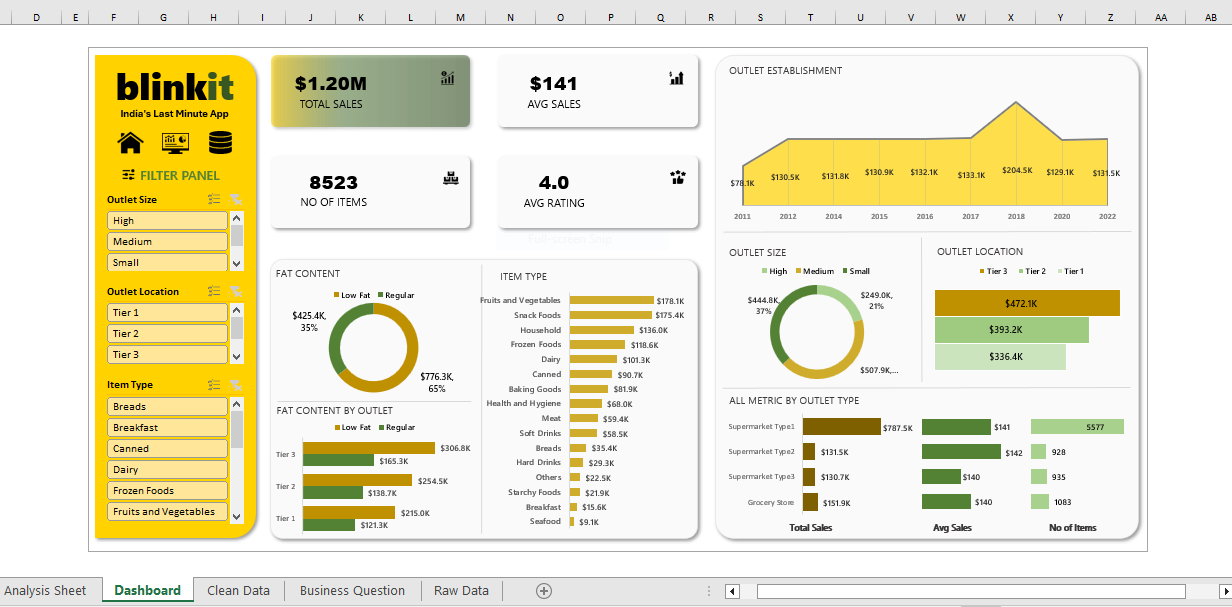 D E F G H I J K L M N O P Q R S T U V W X Y Z AA AB
blinkit
India's Last Minute App
FILTER PANEL
Outlet Size
High
Medium
Small
Outlet Location
Tier 1
Tier 2
Tier 3
Item Type
Breads
Breakfast
Canned
Dairy
Frozen Foods
Fruits and Vegetables
$1.20M
TOTAL SALES
$141
AVG SALES
8523
NO OF ITEMS
4.0
AVG RATING
FAT CONTENT
Low Fat Regular
$425.4K,
35%
$776.3K,
65%
FAT CONTENT BY OUTLET
Low Fat Regular
Tier 3 $306.8K
$165.3K
Tier 2 $254.5K
$138.7K
Tier 1 $215.0K
$121.3K
ITEM TYPE
Fruits and Vegetables $178.1K
Snack Foods $175.4K
Household $136.0K
Frozen Foods $118.6K
Dairy $101.3K
Canned $90.7K
Baking Goods $81.9K
Health and Hygiene $68.0K
Meat $59.4K
Soft Drinks $58.5K
Breads $35.4K
Hard Drinks $29.3K
Others $22.5K
Starchy Foods $21.9K
Breakfast $15.6K
Seafood $9.1K
OUTLET ESTABLISHMENT
$78.1K $130.5K $131.8K $130.9K $132.1K $133.1K $204.5K $129.1K $131.5K
2011 2012 2014 2015 2016 2017 2018 2020 2022
OUTLET SIZE
High Medium Small
$444.8K,
37%
$249.0K,
21%
$507.9K,...
OUTLET LOCATION
Tier 3 Tier 2 Tier 1
$472.1K
$393.2K
$336.4K
ALL METRIC BY OUTLET TYPE
Supermarket Type1 $787.5K $141 5577
Supermarket Type2 $131.5K $142 928
Supermarket Type3 $130.7K $140 935
Grocery Store $151.9K $140 1083
Total Sales Avg Sales No of Items
Analysis Sheet Dashboard Clean Data Business Question Raw Data